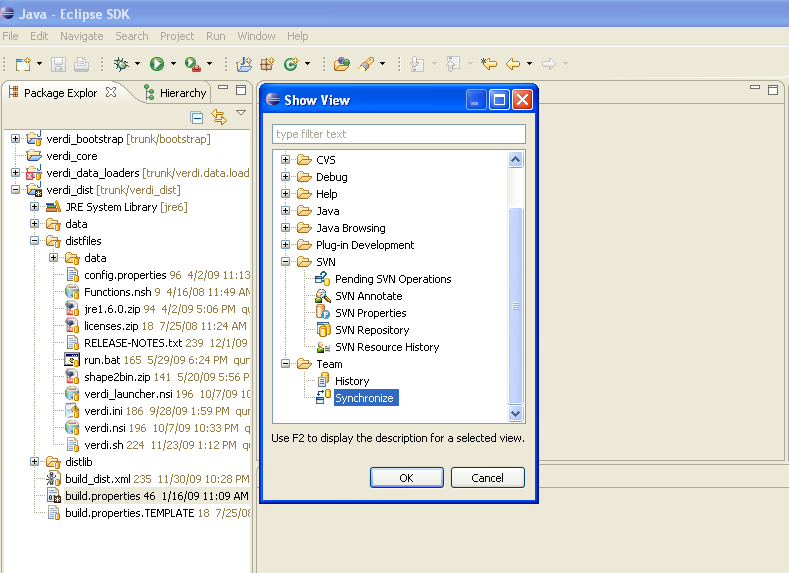 Java - Eclipse SDK
File Edit Navigate Search Project Run Window Help
Package Explor
Hierarchy
verdi_bootstrap [trunk/bootstrap]
verdi_core
verdi_data_loaders [trunk/verdi.data.load
verdi_dist [trunk/verdi_dist]
JRE System Library [jre6]
data
distfiles
data
config.properties 96 4/2/09 11:13
Functions.nsh 9 4/16/08 11:49 AM
jre1.6.0.zip 94 4/2/09 5:06 PM qu
licenses.zip 18 7/25/08 11:24 AM
RELEASE-NOTES.txt 239 12/1/09
run.bat 165 5/29/09 6:24 PM qur
shape2bin.zip 141 5/20/09 5:56 P
verdi_launcher.nsi 196 10/7/09 10
verdi.ini 186 9/28/09 1:59 PM qur
verdi.nsi 196 10/7/09 10:33 PM qu
verdi.sh 224 11/23/09 1:12 PM qu
distlib
build_dist.xml 235 11/30/09 10:28 PM
build.properties 46 1/16/09 11:09 AM
build.properties.TEMPLATE 18 7/25/08
Show View
type filter text
CVS
Debug
Help
Java
Java Browsing
Plug-in Development
SVN
Pending SVN Operations
SVN Annotate
SVN Properties
SVN Repository
SVN Resource History
Team
History
Synchronize
Use F2 to display the description for a selected view.
OK
Cancel